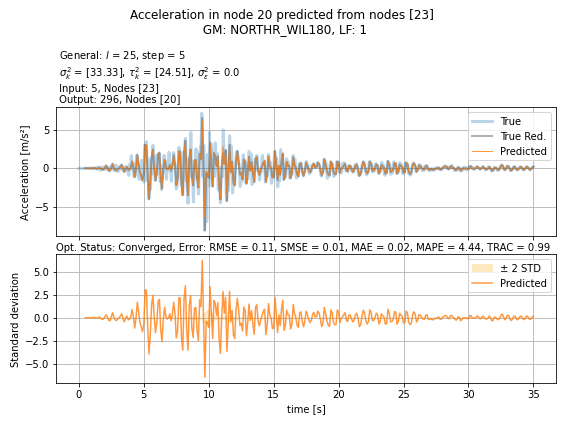 Acceleration in node 20 predicted from nodes [23]
GM: NORTHR_WIL180, LF: 1
General: l = 25, step = 5
σ²ₖ = [33.33], τ²ₖ = [24.51], σ²ε = 0.0
Input: 5, Nodes [23]
Output: 296, Nodes [20]
Acceleration [m/s²]
5
0
−5
True
True Red.
Predicted
Opt. Status: Converged, Error: RMSE = 0.11, SMSE = 0.01, MAE = 0.02, MAPE = 4.44, TRAC = 0.99
Standard deviation
5.0
2.5
0.0
−2.5
−5.0
± 2 STD
Predicted
0 5 10 15 20 25 30 35
time [s]